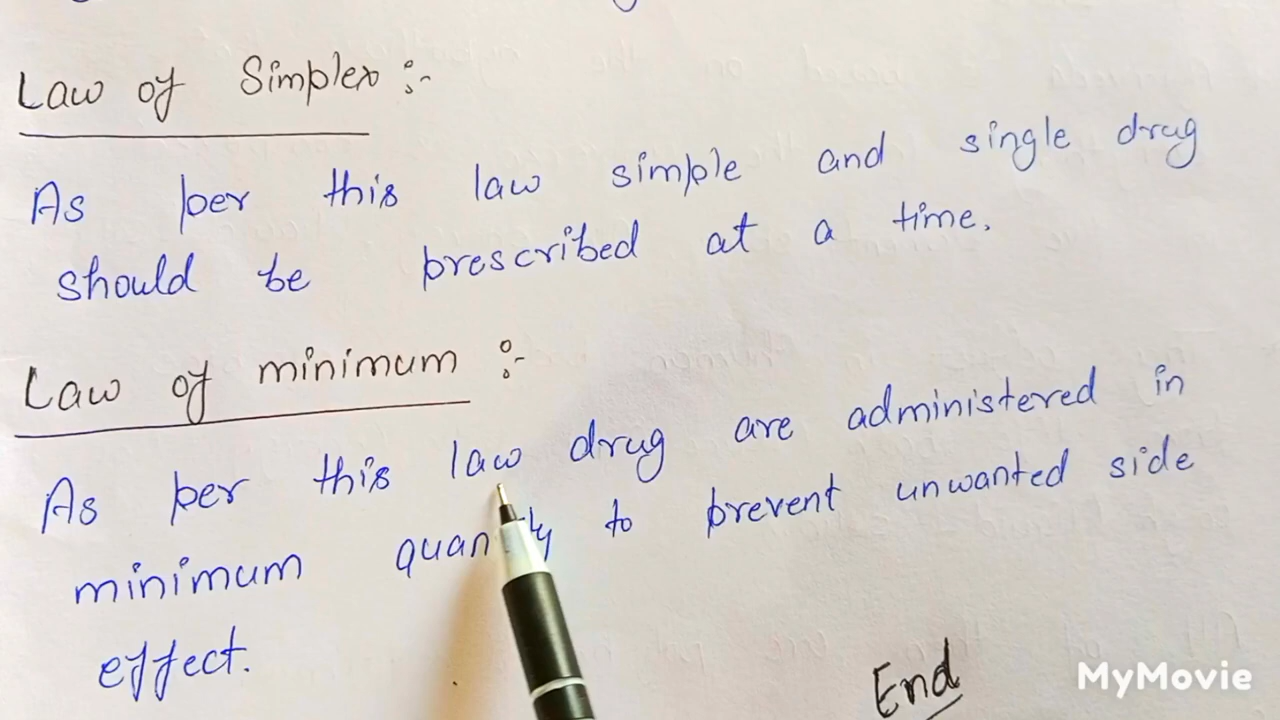 Law of Simplex :-
As per this law simple and single drug
should be prescribed at a time.
Law of minimum :-
As per this law drug are administered in
minimum quantity to prevent unwanted side
effect.
End
MyMovie